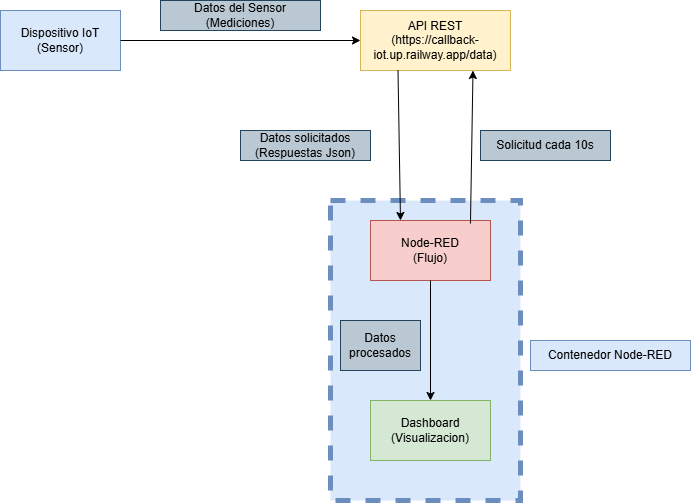 Datos del Sensor
(Mediciones)
Dispositivo IoT
(Sensor)
API REST
(https://callback-
iot.up.railway.app/data)
Datos solicitados
(Respuestas Json)
Solicitud cada 10s
Node-RED
(Flujo)
Datos
procesados
Contenedor Node-RED
Dashboard
(Visualizacion)